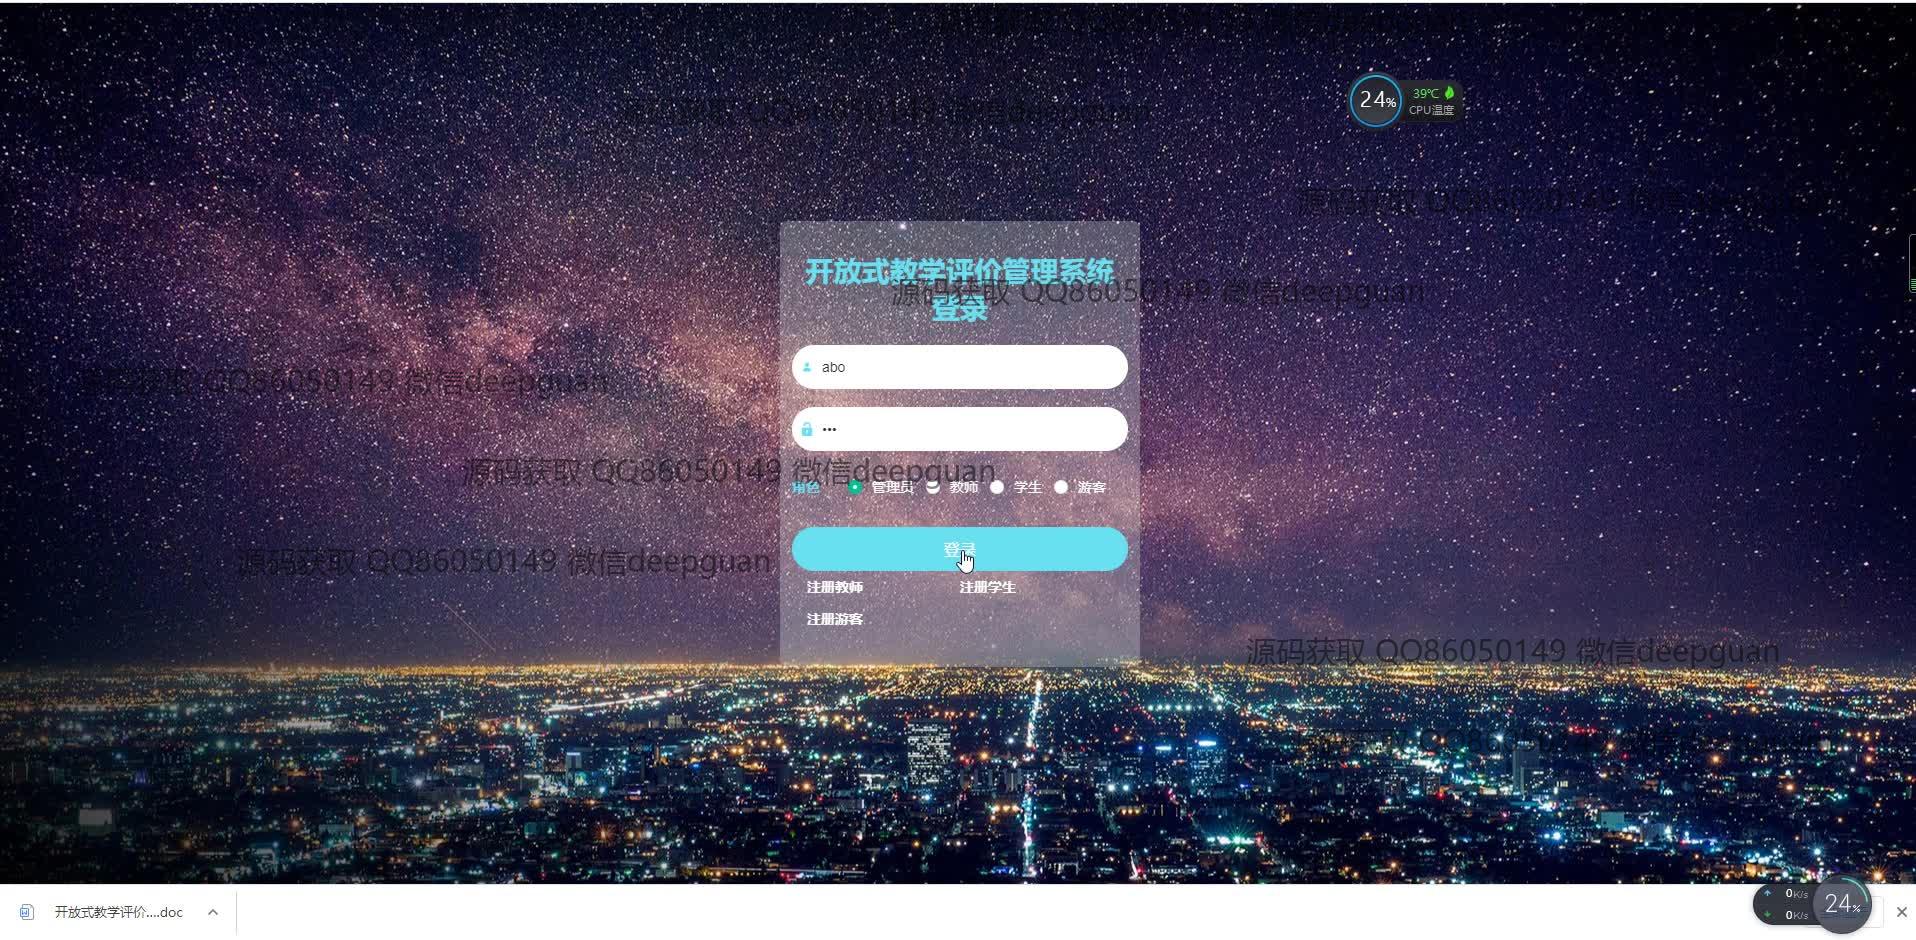 24%
39℃
CPU温度
源码获取 QQ86050149 微信deepguan
开放式教学评价管理系统
登录
源码获取 QQ86050149 微信deepguan
abo
QQ86050149 微信deepguan
•••
源码获取 QQ86050149 微信deepguan
角色 管理员 教师 学生 游客
登录
源码获取 QQ86050149 微信deepguan
注册教师 注册学生
注册游客
源码获取 QQ86050149 微信deepguan
开放式教学评价....doc
0K/s
0K/s
24%